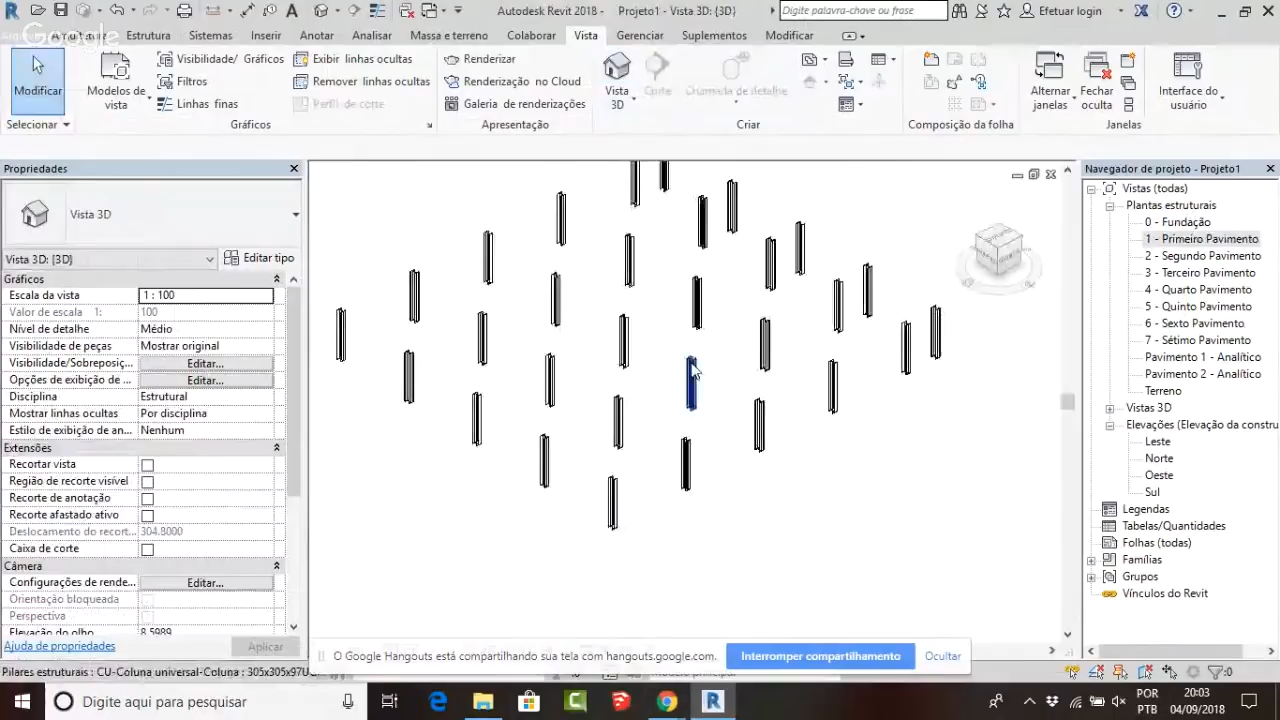 Autodesk Revit 2018 - Projeto1 - Vista 3D: {3D}
Digite palavra-chave ou frase
Efetuar login
Google
Estrutura
Sistemas
Inserir
Anotar
Analisar
Massa e terreno
Colaborar
Vista
Gerenciar
Suplementos
Modificar
Modificar
Modelos de vista
Visibilidade/ Gráficos
Filtros
Linhas finas
Exibir linhas ocultas
Remover linhas ocultas
Perfil de corte
Renderizar
Renderização no Cloud
Galeria de renderizações
Vista 3D
Corte
Chamada de detalhe
Alternar janelas
Fechar oculta
Interface do usuário
Selecionar
Gráficos
Apresentação
Criar
Composição da folha
Janelas
Propriedades
Vista 3D
Vista 3D: {3D}
Editar tipo
Gráficos
Escala da vista 1 : 100
Valor de escala 1: 100
Nível de detalhe Médio
Visibilidade de peças Mostrar original
Visibilidade/Sobreposiç... Editar...
Opções de exibição de ... Editar...
Disciplina Estrutural
Mostrar linhas ocultas Por disciplina
Estilo de exibição de an... Nenhum
Extensões
Recortar vista
Região de recorte visível
Recorte de anotação
Recorte afastado ativo
Deslocamento do recort... 304.8000
Caixa de corte
Câmera
Configurações de rende... Editar...
Orientação bloqueada
Perspectiva
Elevação do olho 8.5989
Ajuda de propriedades
Aplicar
Navegador de projeto - Projeto1
Vistas (todas)
Plantas estruturais
0 - Fundação
1 - Primeiro Pavimento
2 - Segundo Pavimento
3 - Terceiro Pavimento
4 - Quarto Pavimento
5 - Quinto Pavimento
6 - Sexto Pavimento
7 - Sétimo Pavimento
Pavimento 1 - Analítico
Pavimento 2 - Analítico
Terreno
Vistas 3D
Elevações (Elevação da constru
Leste
Norte
Oeste
Sul
Legendas
Tabelas/Quantidades
Folhas (todas)
Famílias
Grupos
Vínculos do Revit
O Google Hangouts está compartilhando sua tela com hangouts.google.com.
Interromper compartilhamento
Ocultar
Pilares estruturais : CU-Coluna universal-Coluna: 305x305x97U
:0
Digite aqui para pesquisar
POR
PTB
20:03
04/09/2018